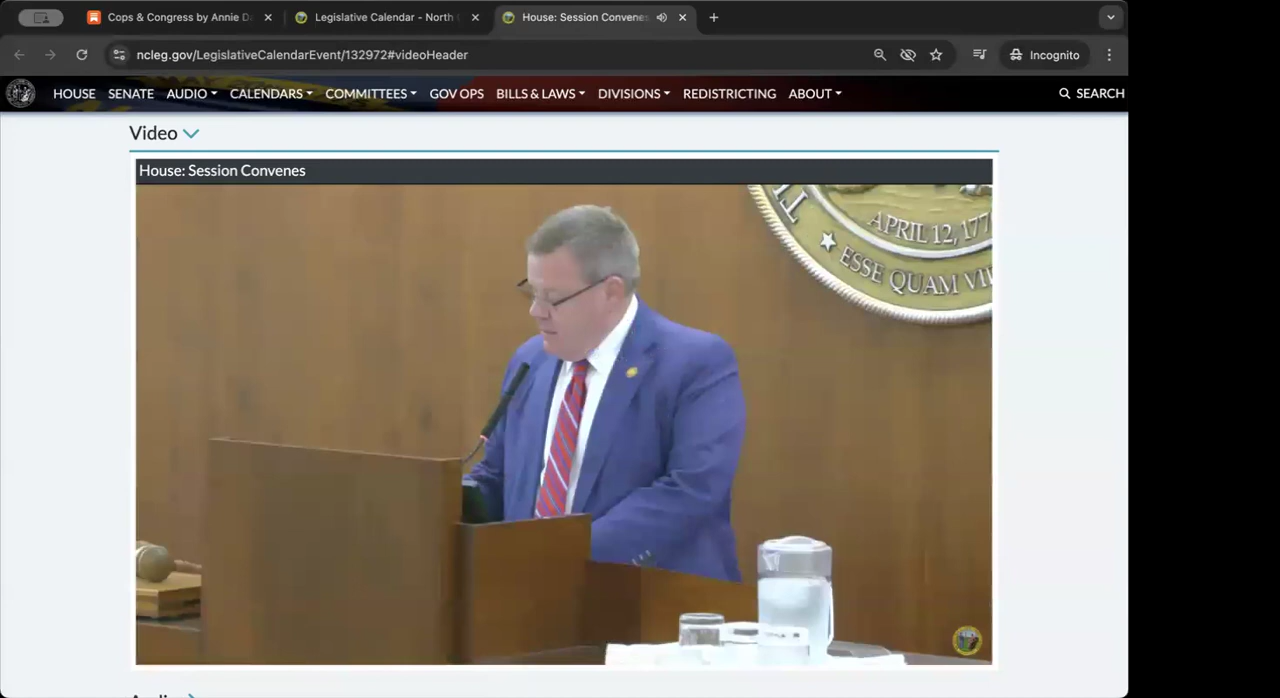 Cops & Congress by Annie D
Legislative Calendar - North
House: Session Convenes
ncleg.gov/LegislativeCalendarEvent/132972#videoHeader
Incognito
HOUSE SENATE AUDIO CALENDARS COMMITTEES GOV OPS BILLS & LAWS DIVISIONS REDISTRICTING ABOUT SEARCH
Video
House: Session Convenes
APRIL 12, 177
ESSE QUAM VI